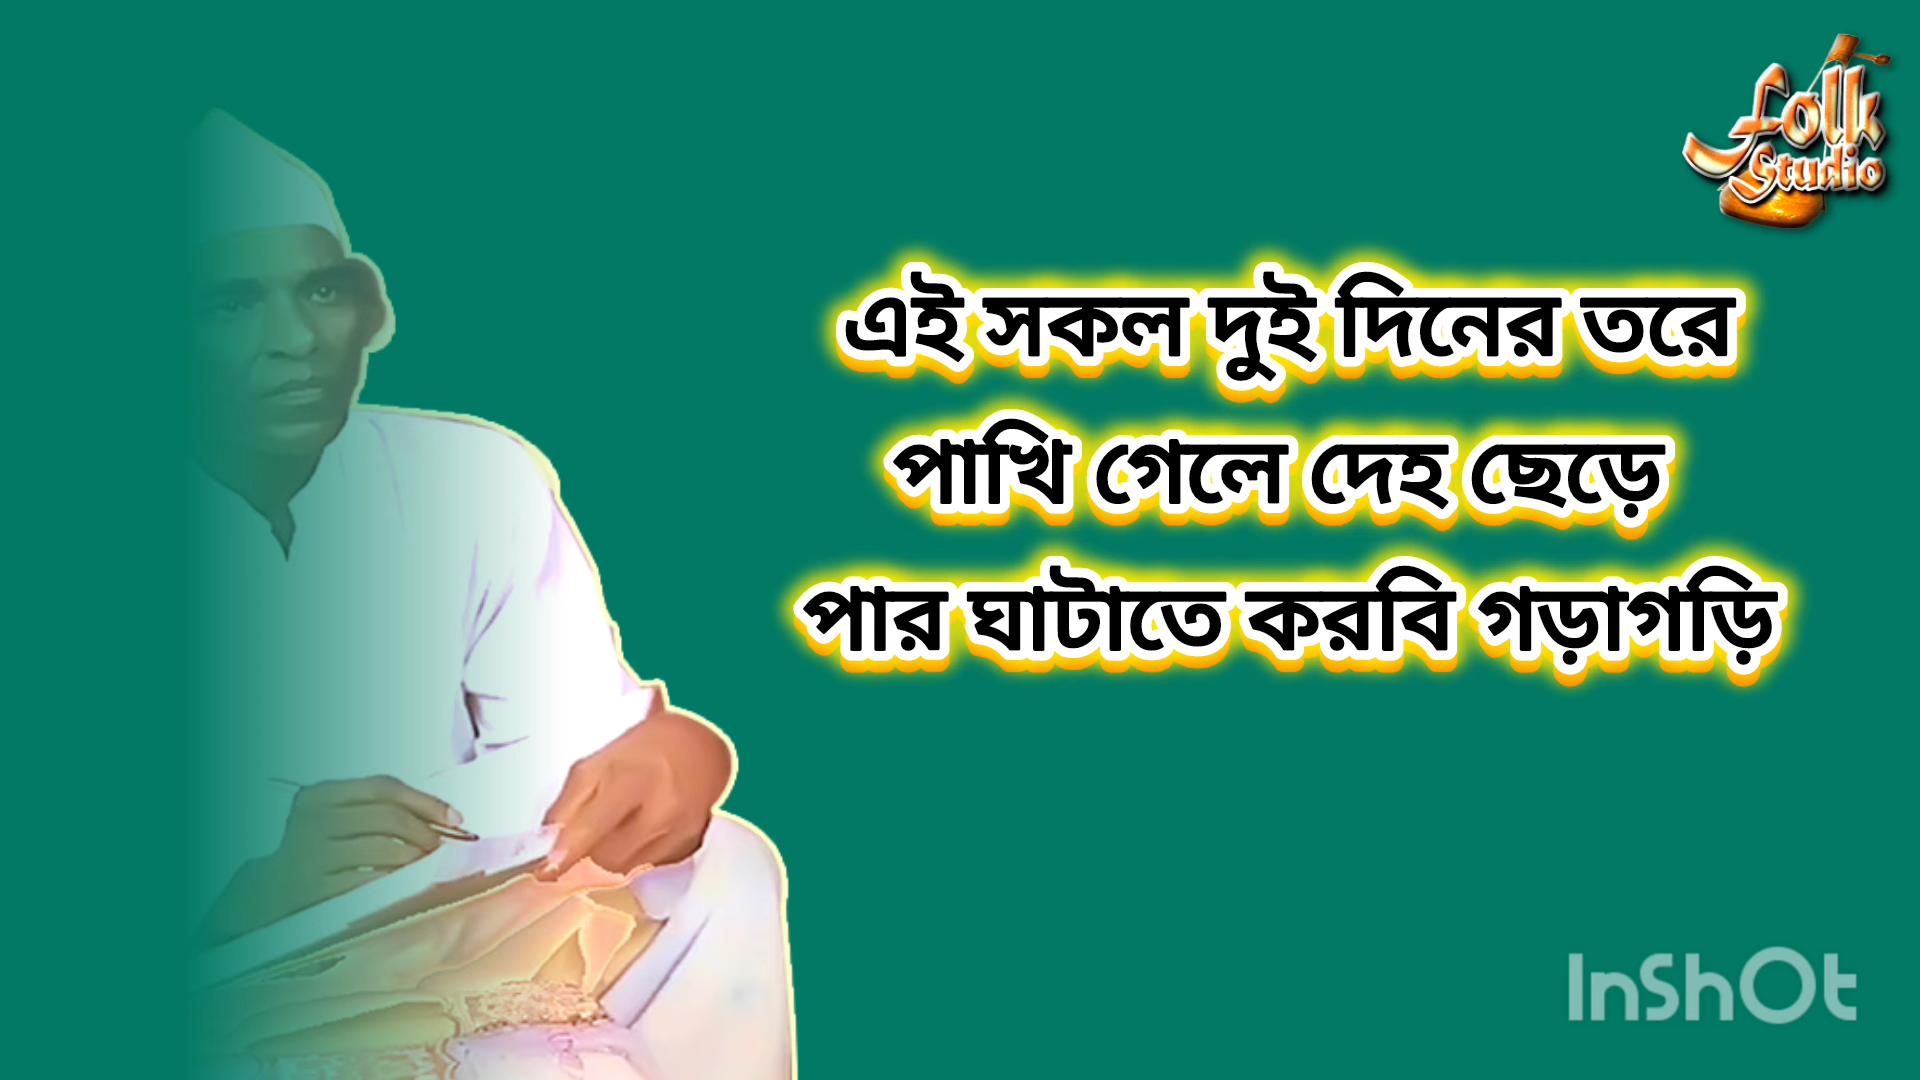 Folk
Studio
এই সকল দুই দিনের তরে
পাখি গেলে দেহ ছেড়ে
পার ঘাটাতে করবি গড়াগড়ি
InShOt